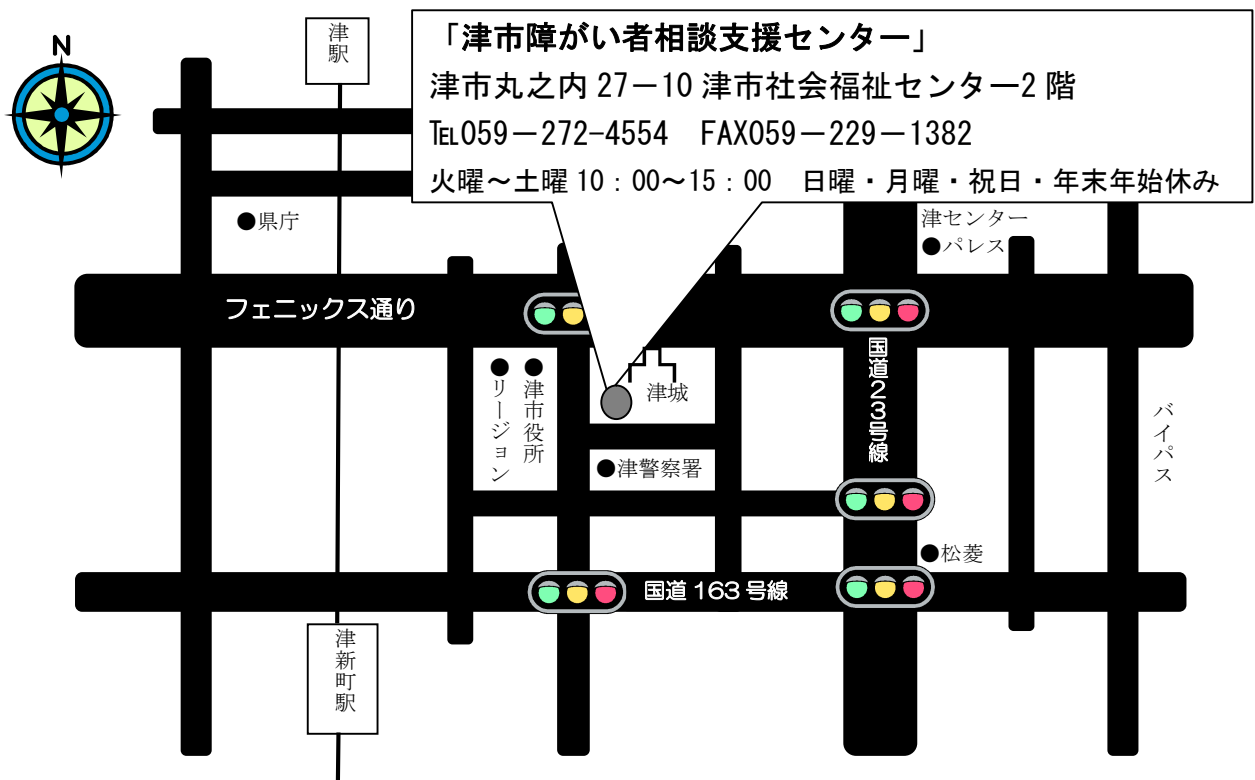 N
津駅
「津市障がい者相談支援センター」
津市丸之内 27－10 津市社会福祉センター2 階
℡059－272-4554　FAX059－229－1382
火曜～土曜 10：00～15：00　日曜・月曜・祝日・年末年始休み
●県庁
津センター
●パレス
フェニックス通り
国道23号線
●リージョン
●津市役所
津城
バイパス
●津警察署
●松菱
国道 163 号線
津新町駅